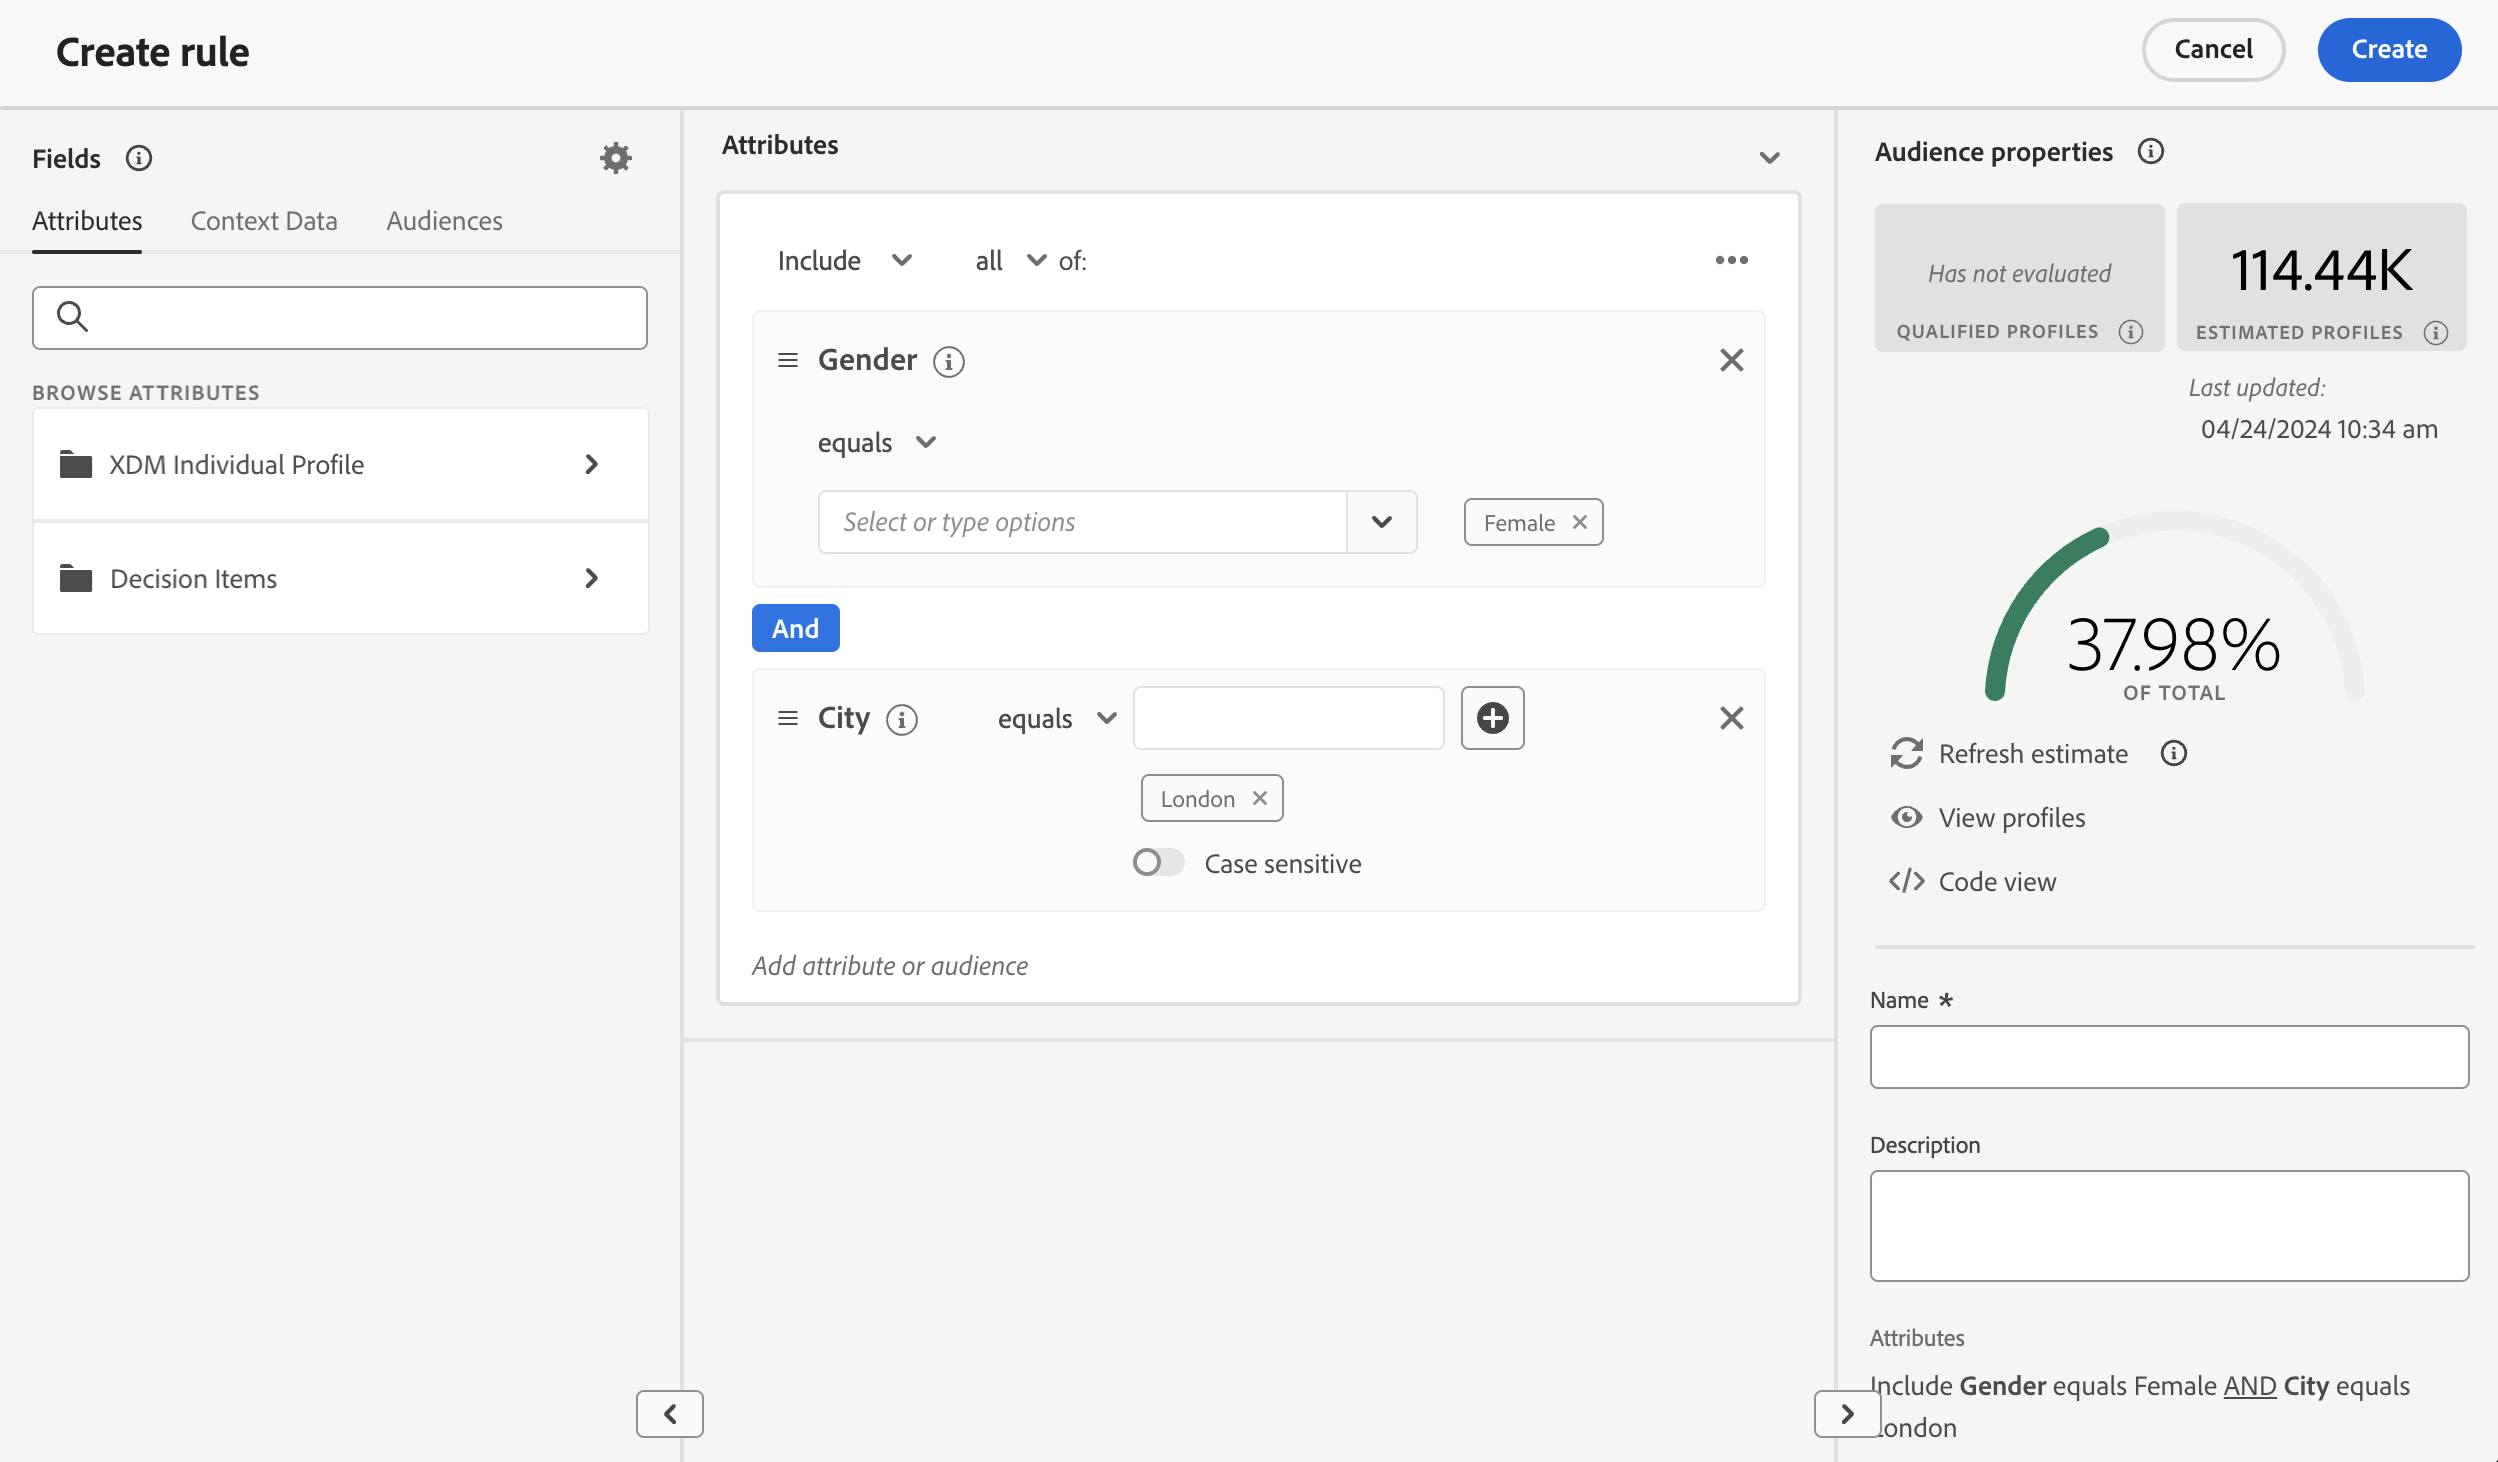 Create rule
Cancel
Create
Fields
Attributes
Context Data
Audiences
BROWSE ATTRIBUTES
XDM Individual Profile
Decision Items
Attributes
Include
all
of:
Gender
equals
Select or type options
Female
And
City
equals
London
Case sensitive
Add attribute or audience
Audience properties
Has not evaluated
QUALIFIED PROFILES
114.44K
ESTIMATED PROFILES
Last updated:
04/24/2024 10:34 am
37.98%
OF TOTAL
Refresh estimate
View profiles
</> Code view
Name *
Description
Attributes
Include Gender equals Female AND City equals
London